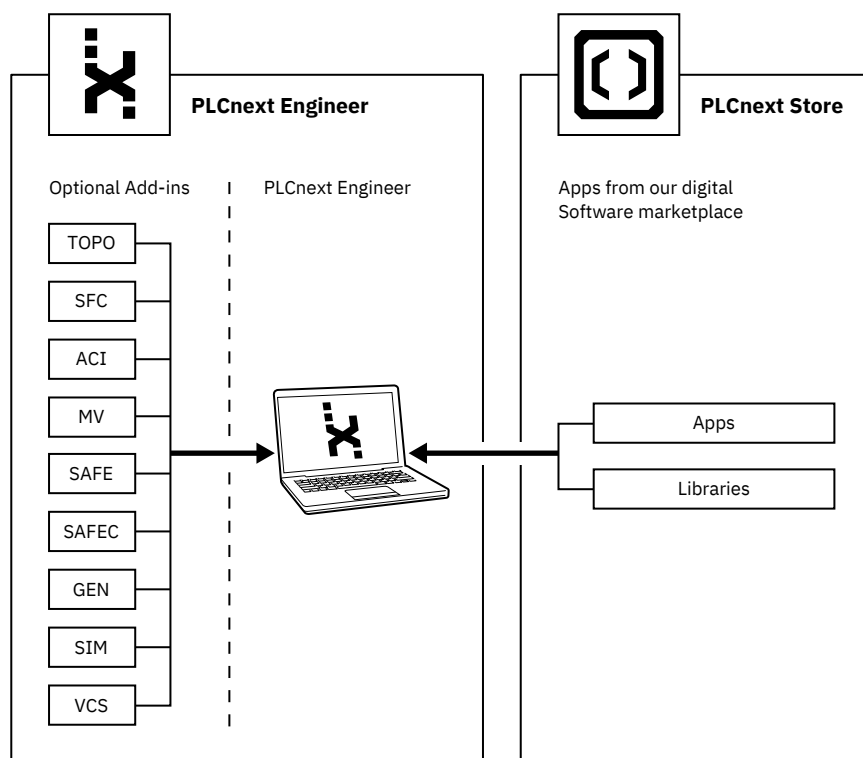 PLCnext Engineer
Optional Add-ins
PLCnext Engineer
TOPO
SFC
ACI
MV
SAFE
SAFEC
GEN
SIM
VCS
PLCnext Store
Apps from our digital
Software marketplace
Apps
Libraries